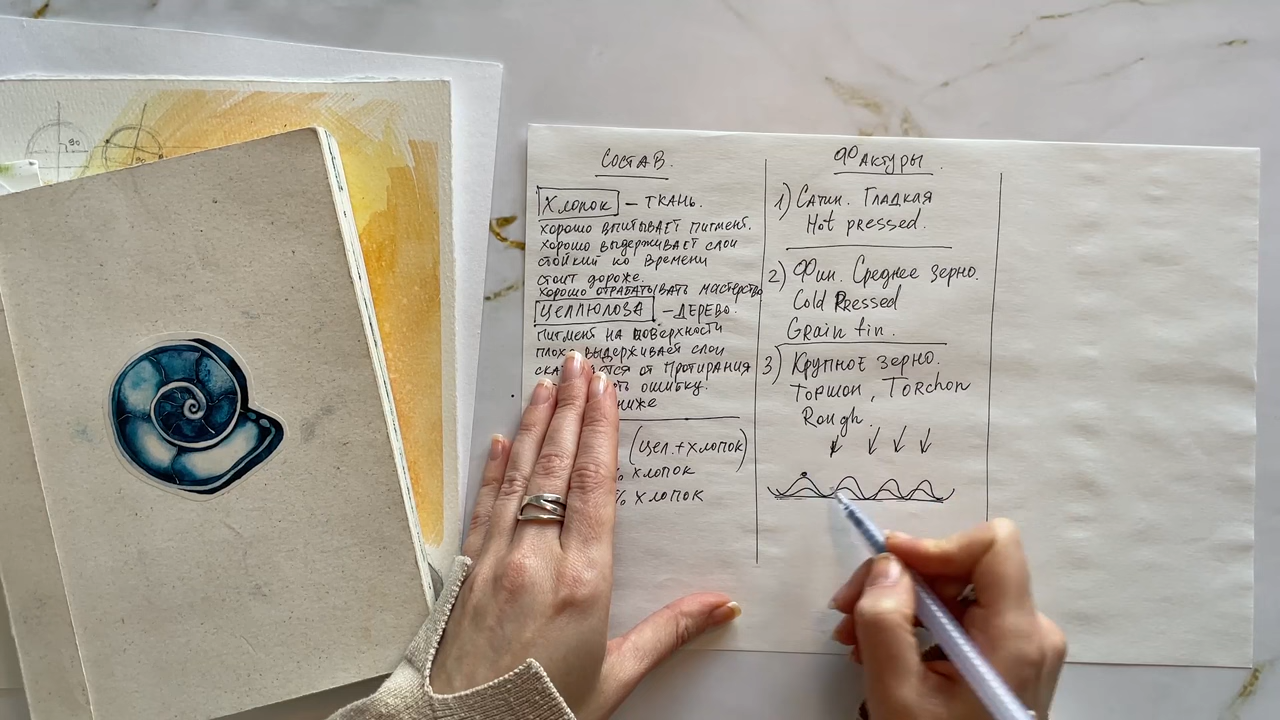 СОСТАВ.
Хлопок – ТКАНЬ.
хорошо впитывает пигмент.
хорошо выдерживает слои
стойкий ко времени
стоит дороже.
хорошо отрабатывать мастерство
Целлюлоза – ДЕРЕВО.
пигмент на поверхности
плохо выдерживает слои
от протирания
ошибку.
ниже
(цел.+хлопок)
% хлопок
% хлопок
Фактуры.
1) Сатин. Гладкая
Hot pressed.
2) Фин. Среднее зерно.
Cold Pressed
Grain fin.
3) Крупное зерно.
Торшон, Torchon
Rough.
80